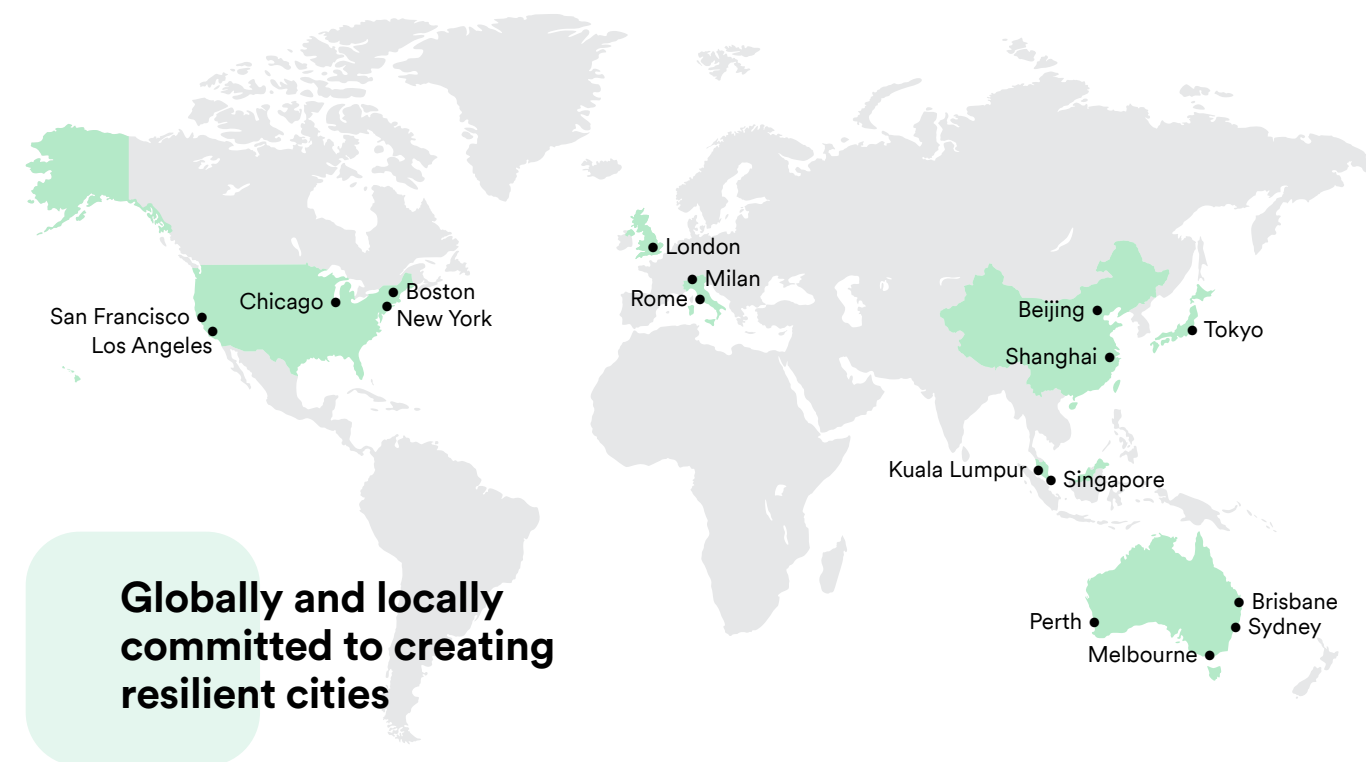 London
Milan
Rome
Boston
Chicago
New York
San Francisco
Los Angeles
Beijing
Tokyo
Shanghai
Kuala Lumpur
Singapore
Brisbane
Perth
Sydney
Melbourne
Globally and locally
committed to creating
resilient cities